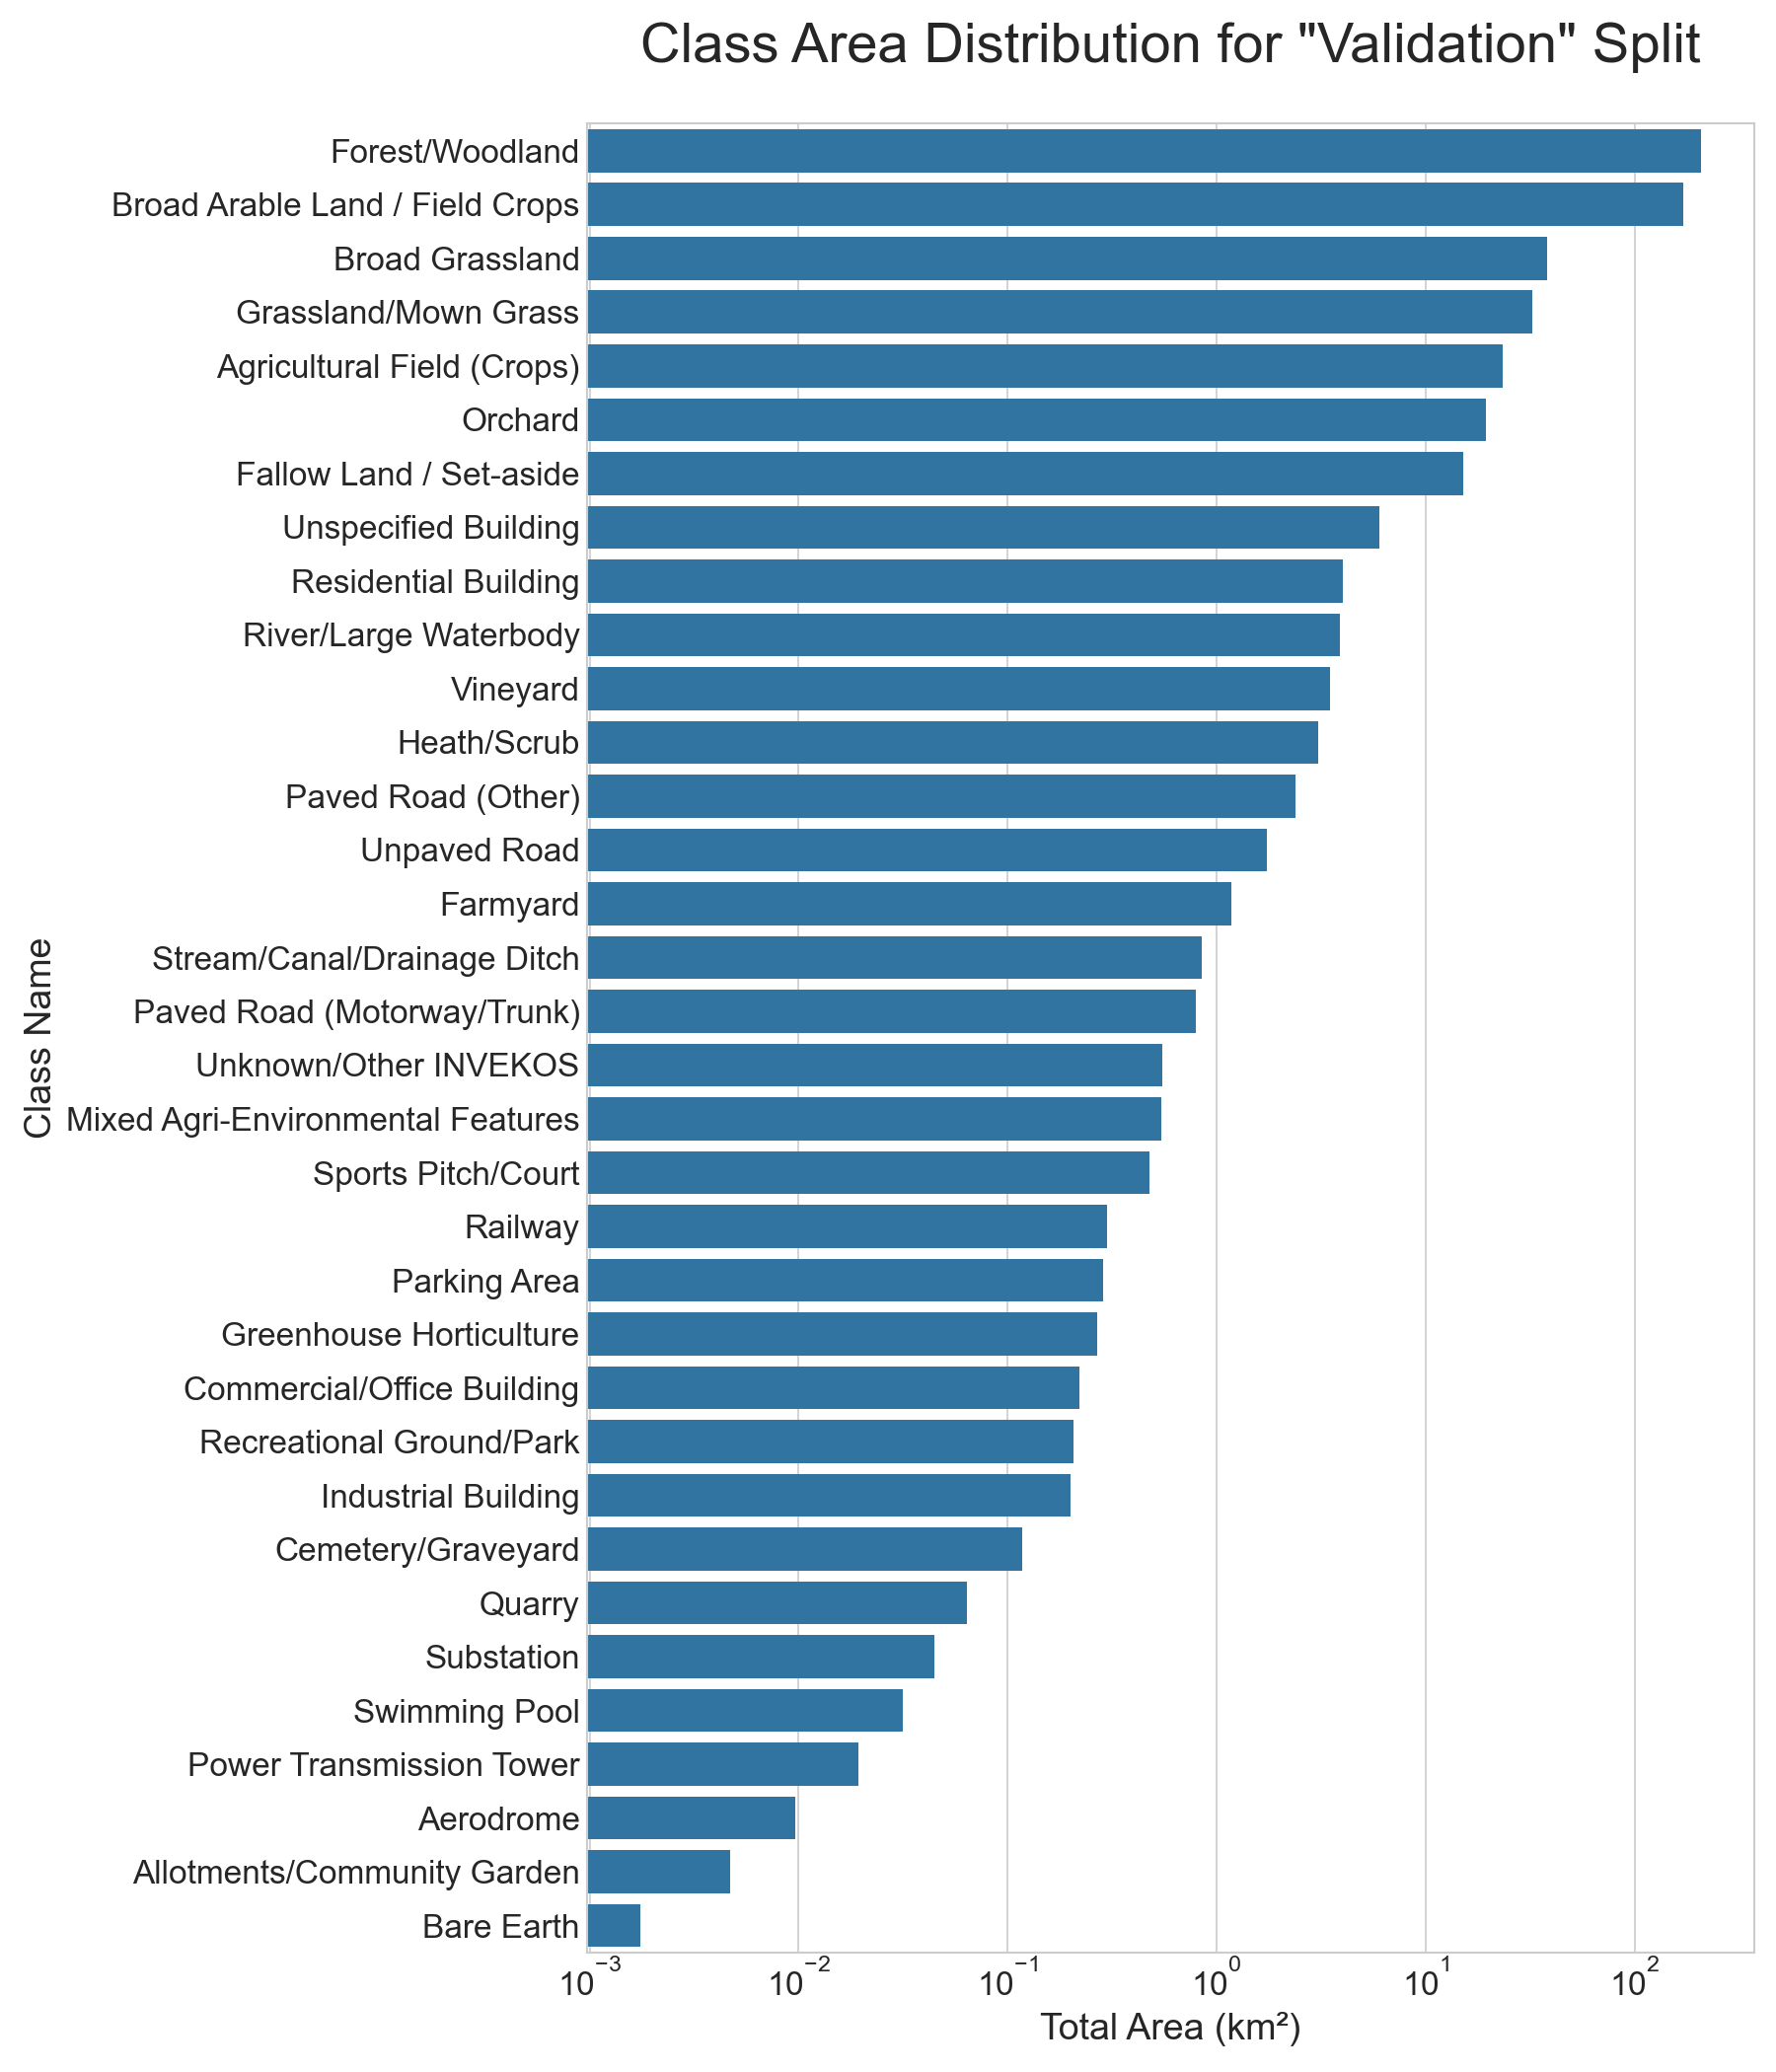 Class Area Distribution for "Validation" Split
Forest/Woodland
Broad Arable Land / Field Crops
Broad Grassland
Grassland/Mown Grass
Agricultural Field (Crops)
Orchard
Fallow Land / Set-aside
Unspecified Building
Residential Building
River/Large Waterbody
Vineyard
Heath/Scrub
Paved Road (Other)
Unpaved Road
Farmyard
Stream/Canal/Drainage Ditch
Paved Road (Motorway/Trunk)
Unknown/Other INVEKOS
Mixed Agri-Environmental Features
Sports Pitch/Court
Railway
Parking Area
Greenhouse Horticulture
Commercial/Office Building
Recreational Ground/Park
Industrial Building
Cemetery/Graveyard
Quarry
Substation
Swimming Pool
Power Transmission Tower
Aerodrome
Allotments/Community Garden
Bare Earth
Class Name
10⁻³ 10⁻² 10⁻¹ 10⁰ 10¹ 10²
Total Area (km²)